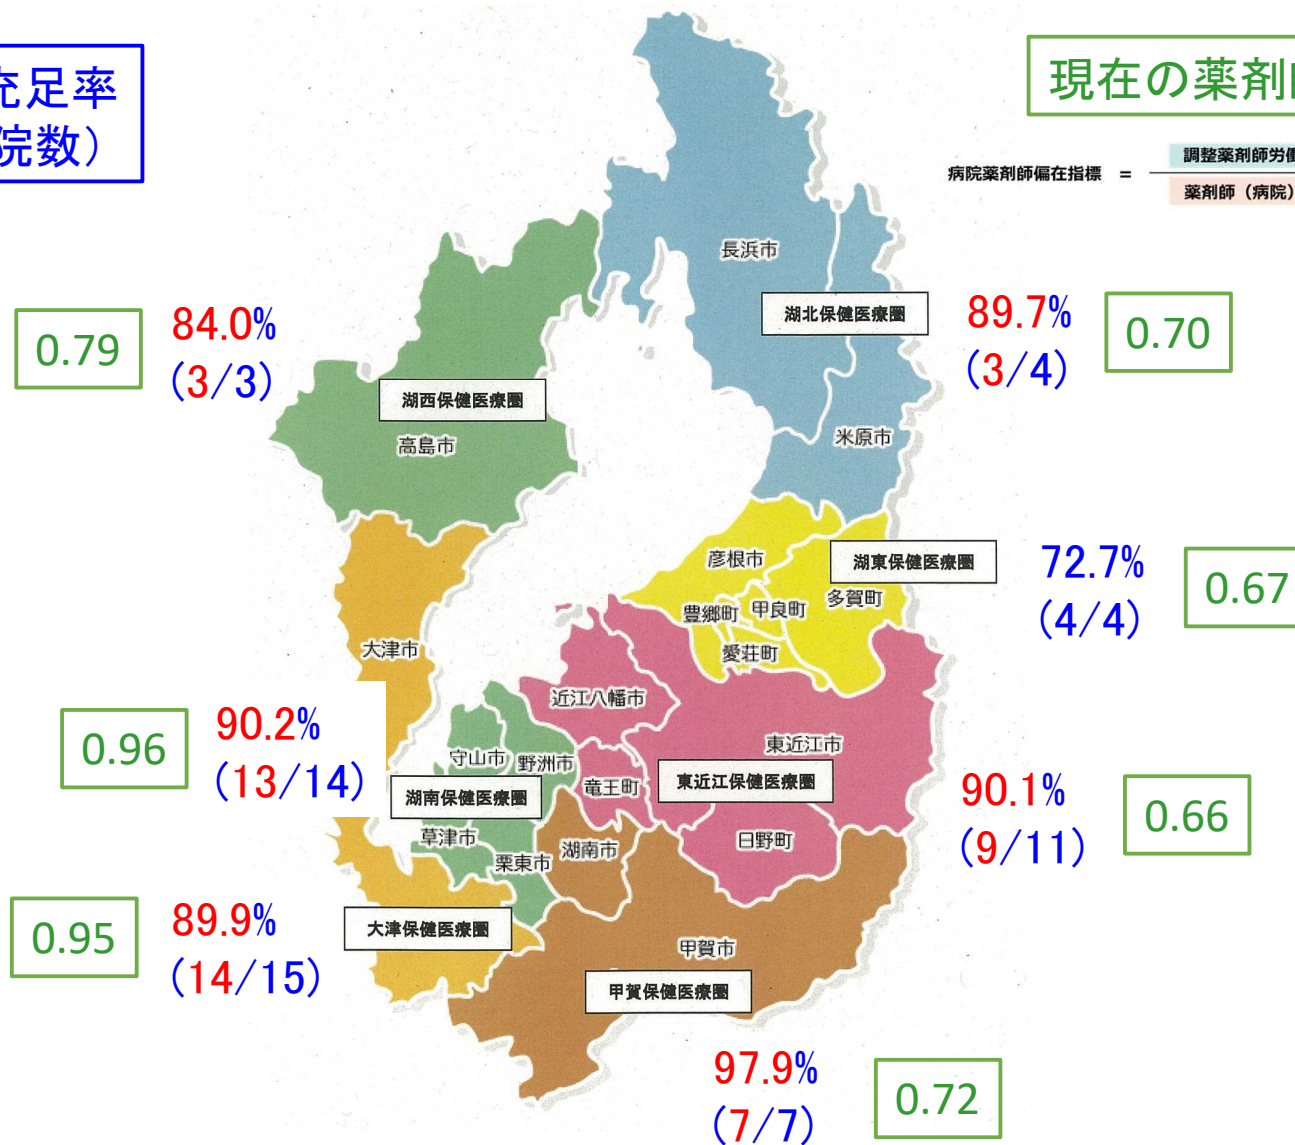 充足率
院数）
現在の薬剤
病院薬剤師偏在指標 =
調整薬剤師労働
薬剤師（病院）
長浜市
湖北保健医療圏
89.7%
(3/4)
0.70
0.79
84.0%
(3/3)
湖西保健医療圏
高島市
米原市
彦根市
湖東保健医療圏
72.7%
(4/4)
0.67
豊郷町
甲良町
多賀町
愛荘町
大津市
近江八幡市
東近江市
0.96
90.2%
(13/14)
守山市
野洲市
竜王町
東近江保健医療圏
湖南保健医療圏
90.1%
(9/11)
0.66
草津市
栗東市
湖南市
日野町
0.95
89.9%
(14/15)
大津保健医療圏
甲賀市
甲賀保健医療圏
97.9%
(7/7)
0.72